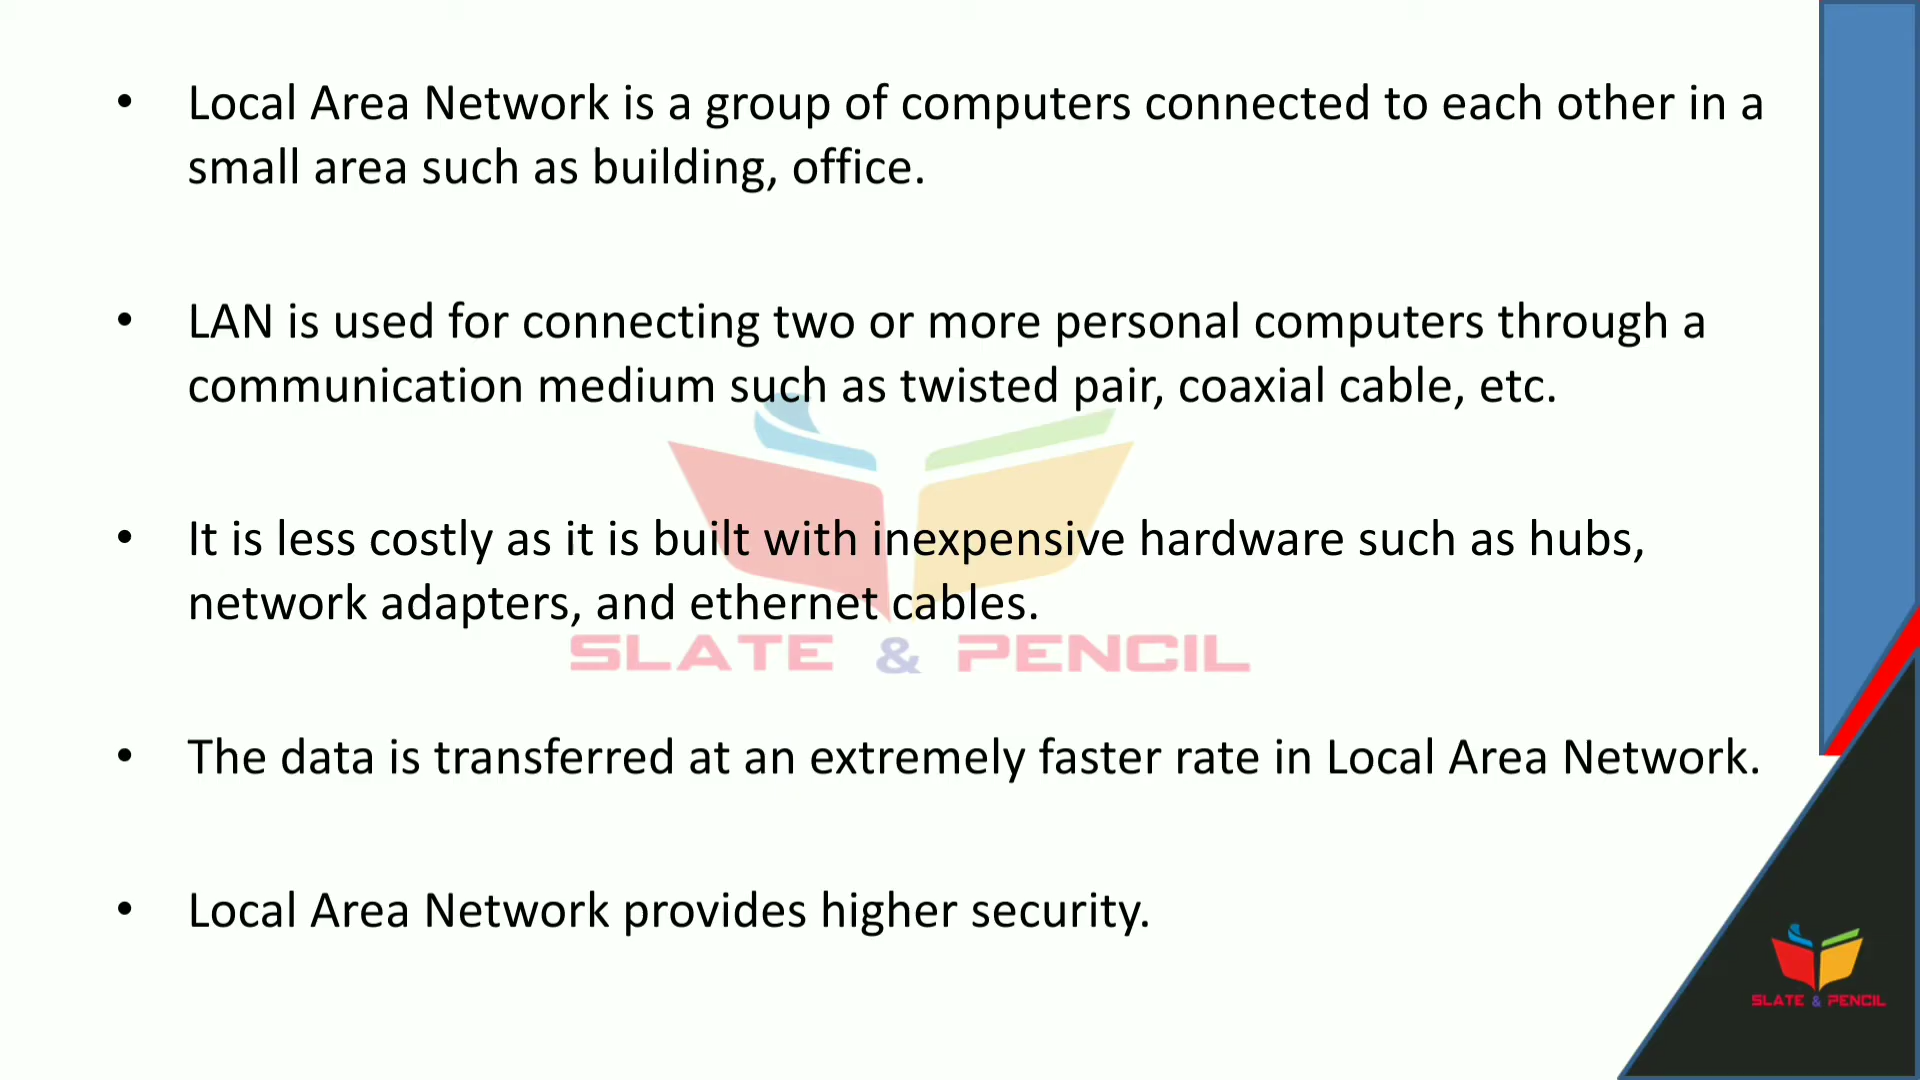 • Local Area Network is a group of computers connected to each other in a
small area such as building, office.
• LAN is used for connecting two or more personal computers through a
communication medium such as twisted pair, coaxial cable, etc.
• It is less costly as it is built with inexpensive hardware such as hubs,
network adapters, and ethernet cables.
SLATE & PENCIL
• The data is transferred at an extremely faster rate in Local Area Network.
• Local Area Network provides higher security.
SLATE & PENCIL